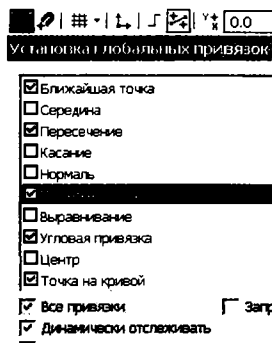 0.0
Установка глобальных привязок
Ближайшая точка
Середина
Пересечение
Касание
Нормаль
Выравнивание
Угловая привязка
Центр
Точка на кривой
Все привязки
Запр
Динамически отслеживать